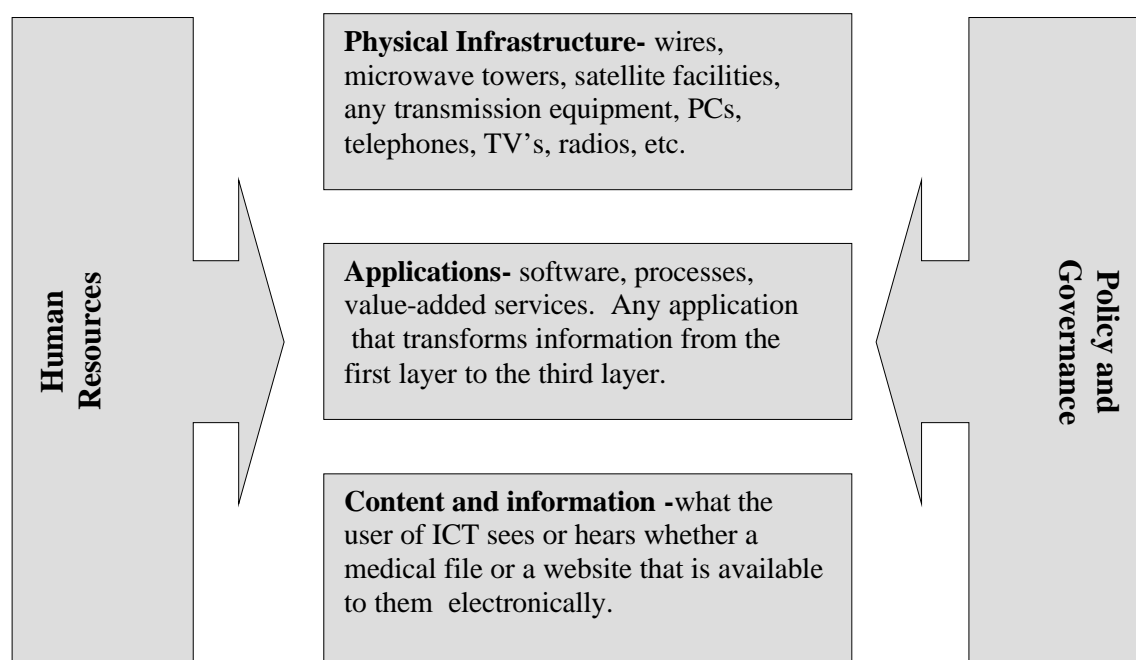 Human
Resources
Physical Infrastructure- wires,
microwave towers, satellite facilities,
any transmission equipment, PCs,
telephones, TV’s, radios, etc.
Applications- software, processes,
value-added services.  Any application
that transforms information from the
first layer to the third layer.
Content and information -what the
user of ICT sees or hears whether a
medical file or a website that is available
to them  electronically.
Policy and
Governance